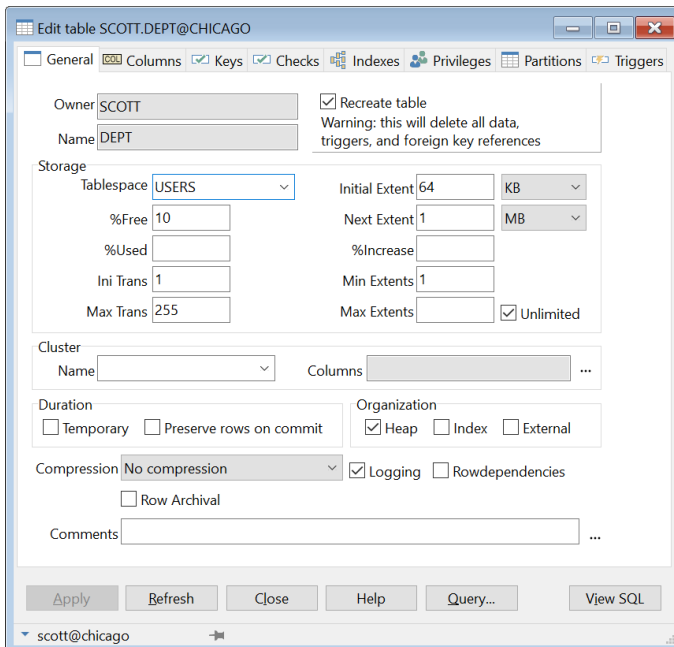 Edit table SCOTT.DEPT@CHICAGO
General COL Columns Keys Checks Indexes Privileges Partitions Triggers
Owner SCOTT
Name DEPT
Recreate table
Warning: this will delete all data,
triggers, and foreign key references
Storage
Tablespace USERS Initial Extent 64 KB
%Free 10 Next Extent 1 MB
%Used %Increase
Ini Trans 1 Min Extents 1
Max Trans 255 Max Extents Unlimited
Cluster
Name Columns ...
Duration Organization
Temporary Preserve rows on commit Heap Index External
Compression No compression Logging Rowdependencies
Row Archival
Comments ...
Apply Refresh Close Help Query... View SQL
scott@chicago